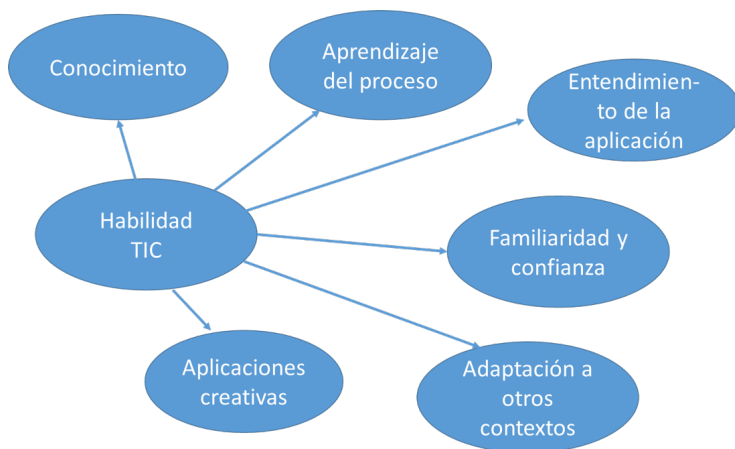 Conocimiento
Aprendizaje
del proceso
Entendimien-
to de la
aplicación
Habilidad
TIC
Familiaridad y
confianza
Aplicaciones
creativas
Adaptación a
otros
contextos